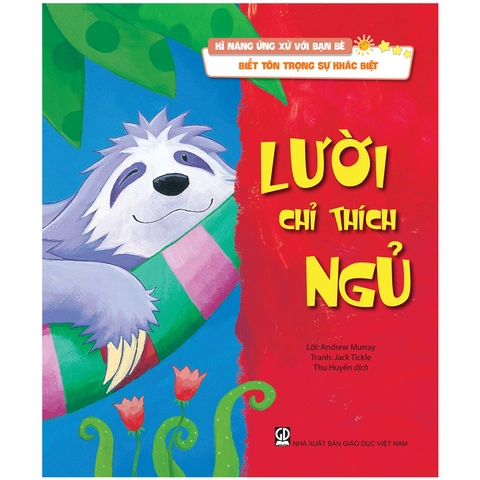 KĨ NĂNG ỨNG XỬ VỚI BẠN BÈ
BIẾT TÔN TRỌNG SỰ KHÁC BIỆT
LƯỜI
CHỈ THÍCH
NGỦ
Lời: Andrew Murray
Tranh: Jack Tickle
Thu Huyền dịch
GD
NHÀ XUẤT BẢN GIÁO DỤC VIỆT NAM